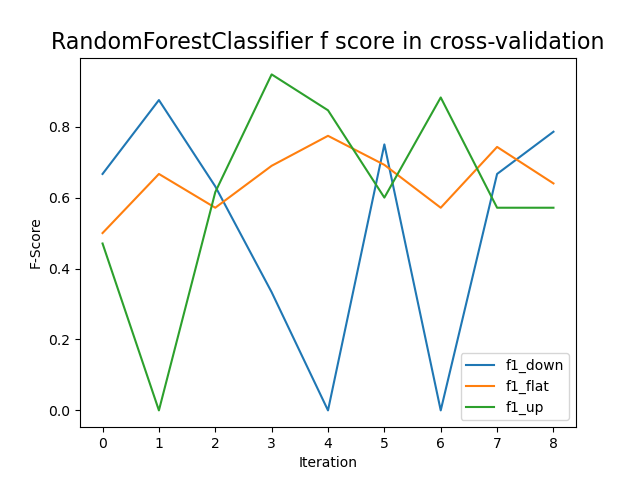 RandomForestClassifier f score in cross-validation
0.8
0.6
0.4
0.2
0.0
F-Score
f1_down
f1_flat
f1_up
0 1 2 3 4 5 6 7 8
Iteration